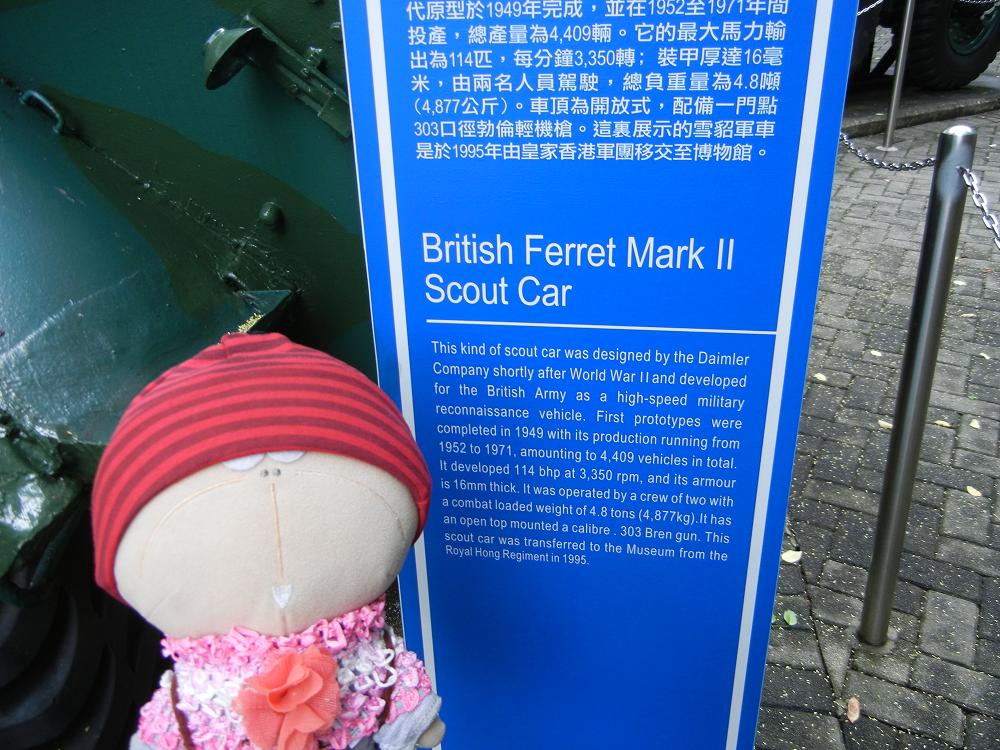 代原型於1949年完成，並在1952至1971年間
投產，總產量為4,409輛。它的最大馬力輸
出為114匹，每分鐘3,350轉；裝甲厚達16毫
米，由兩名人員駕駛，總負重量為4.8噸
（4,877公斤）。車頂為開放式，配備一門點
303口徑勃倫輕機槍。這裏展示的雪貂軍車
是於1995年由皇家香港軍團移交至博物館。
British Ferret Mark II
Scout Car
This kind of scout car was designed by the Daimler
Company shortly after World War II and developed
for the British Army as a high-speed military
reconnaissance vehicle. First prototypes were
completed in 1949 with its production running from
1952 to 1971, amounting to 4,409 vehicles in total.
It developed 114 bhp at 3,350 rpm, and its armour
is 16mm thick. It was operated by a crew of two with
a combat loaded weight of 4.8 tons (4,877kg).It has
an open top mounted a calibre . 303 Bren gun. This
scout car was transferred to the Museum from the
Royal Hong Regiment in 1995.